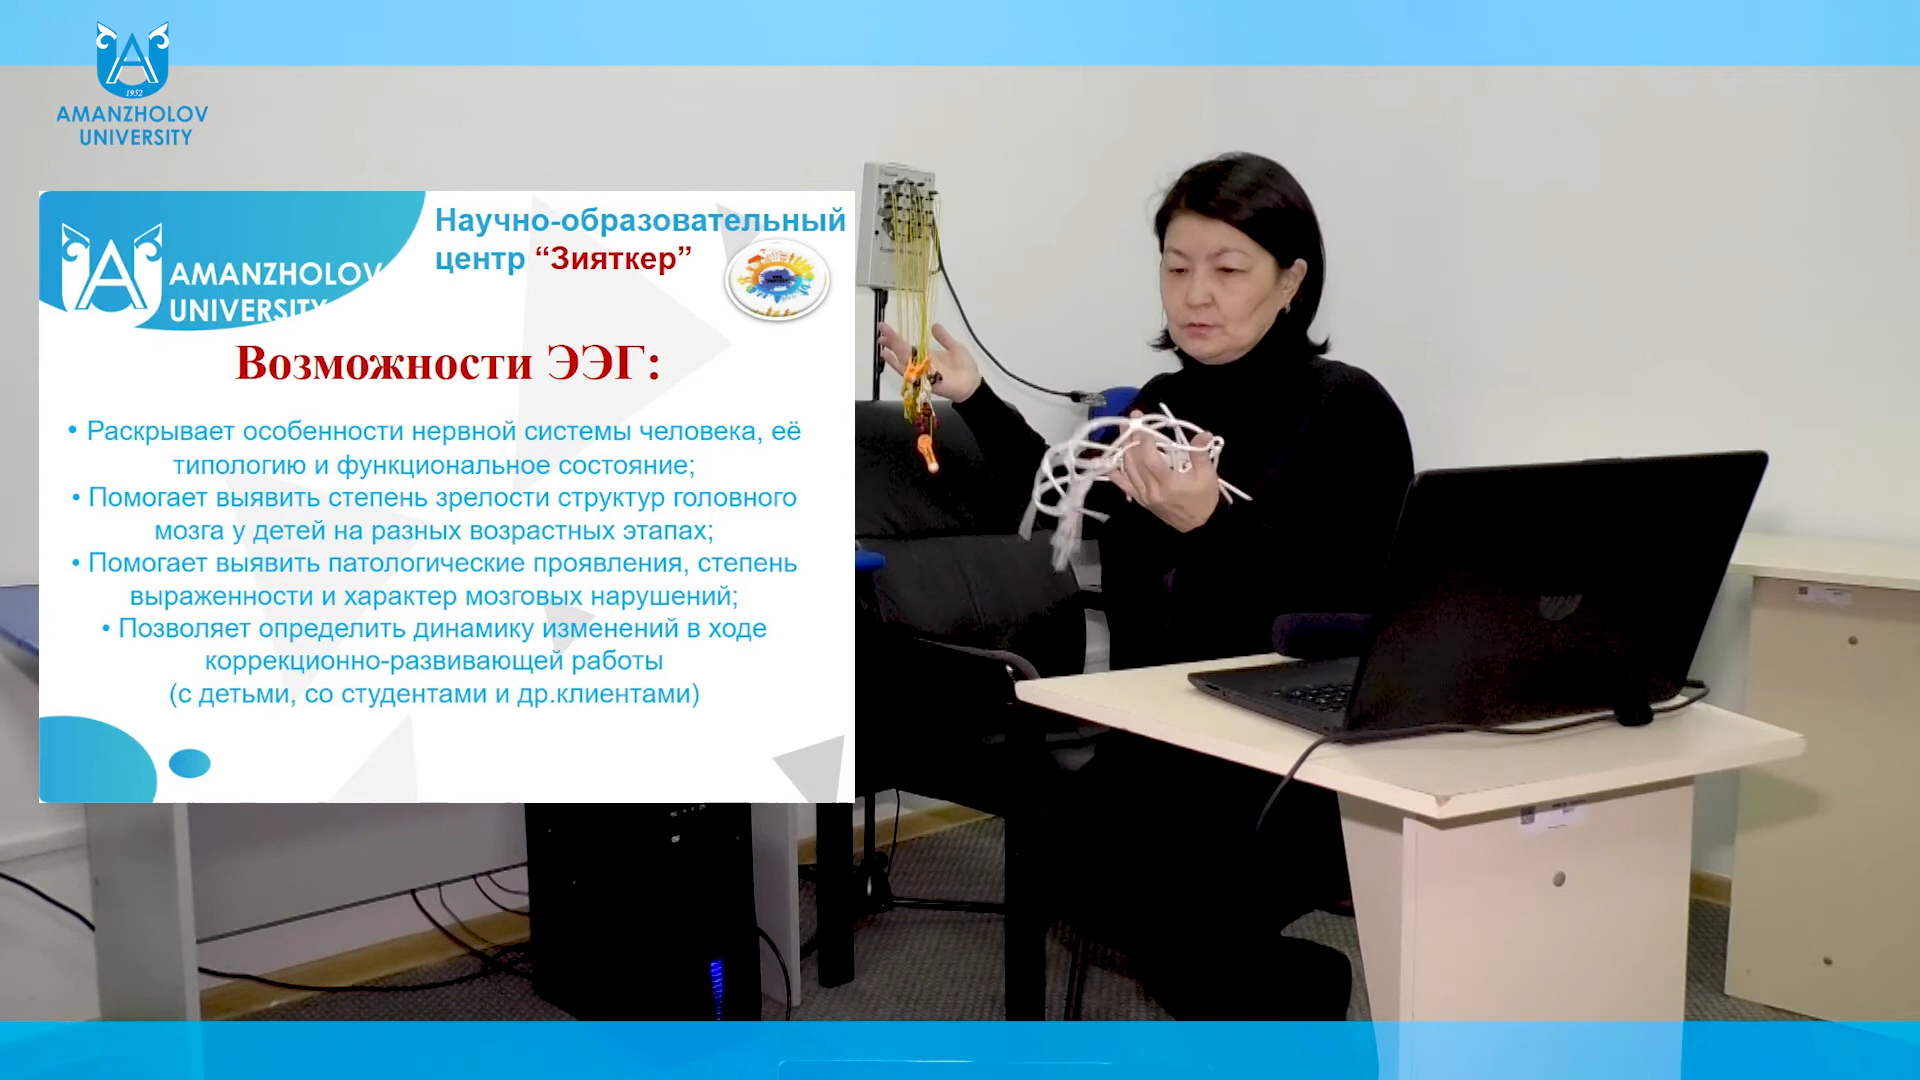 1952
AMANZHOLOV
UNIVERSITY
Научно-образовательный
центр “Зияткер”
AMANZHOLOV
UNIVERSITY
Возможности ЭЭГ:
• Раскрывает особенности нервной системы человека, её
типологию и функциональное состояние;
• Помогает выявить степень зрелости структур головного
мозга у детей на разных возрастных этапах;
• Помогает выявить патологические проявления, степень
выраженности и характер мозговых нарушений;
• Позволяет определить динамику изменений в ходе
коррекционно-развивающей работы
(с детьми, со студентами и др.клиентами)